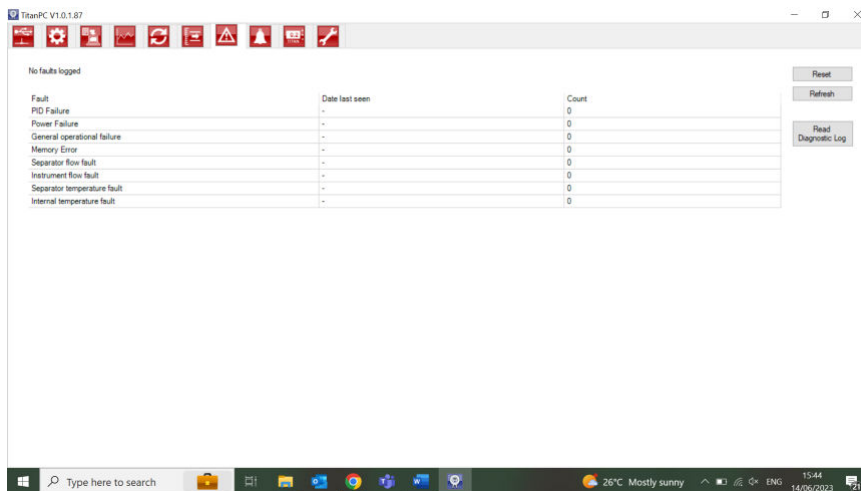 TitanPC V1.0.1.87
No faults logged
Reset
Refresh
Read
Diagnostic Log
Fault Date last seen Count
PID Failure - 0
Power Failure - 0
General operational failure - 0
Memory Error - 0
Separator flow fault - 0
Instrument flow fault - 0
Separator temperature fault - 0
Internal temperature fault - 0
Type here to search
26°C Mostly sunny
ENG
15:44
14/06/2023